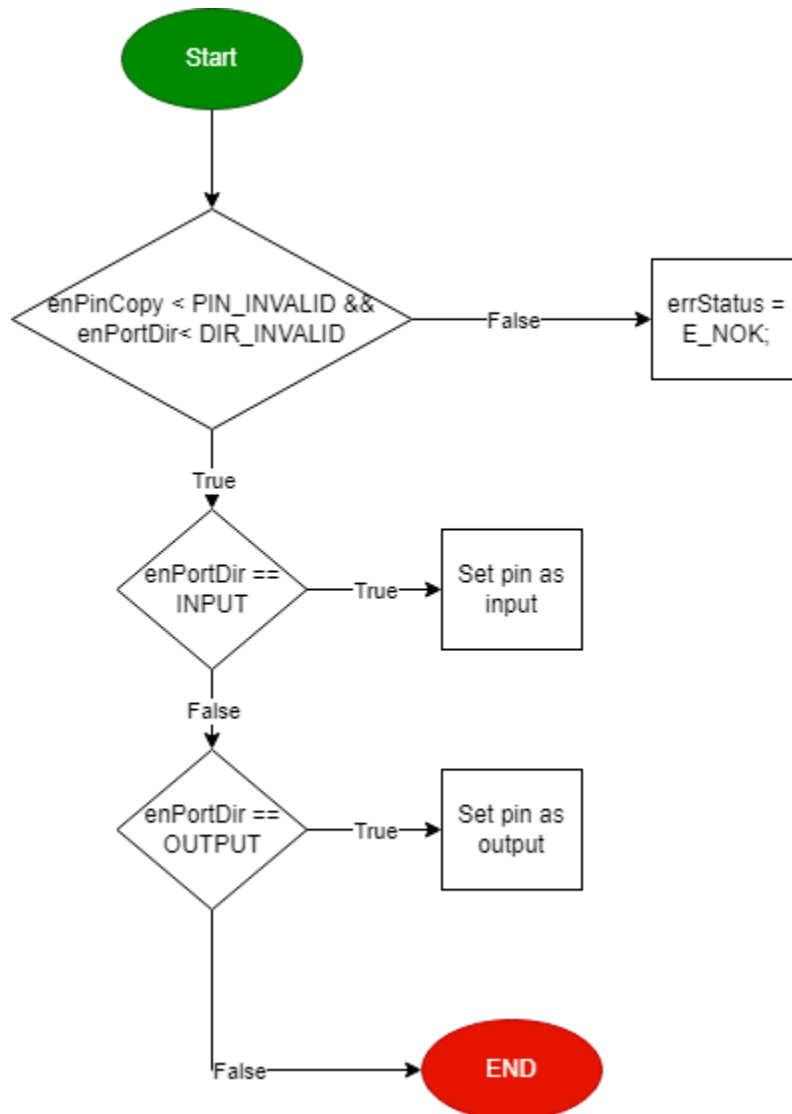 Start
enPinCopy < PIN_INVALID &&
enPortDir< DIR_INVALID
False
errStatus =
E_NOK;
True
enPortDir ==
INPUT
True
Set pin as
input
False
enPortDir ==
OUTPUT
True
Set pin as
output
False
END